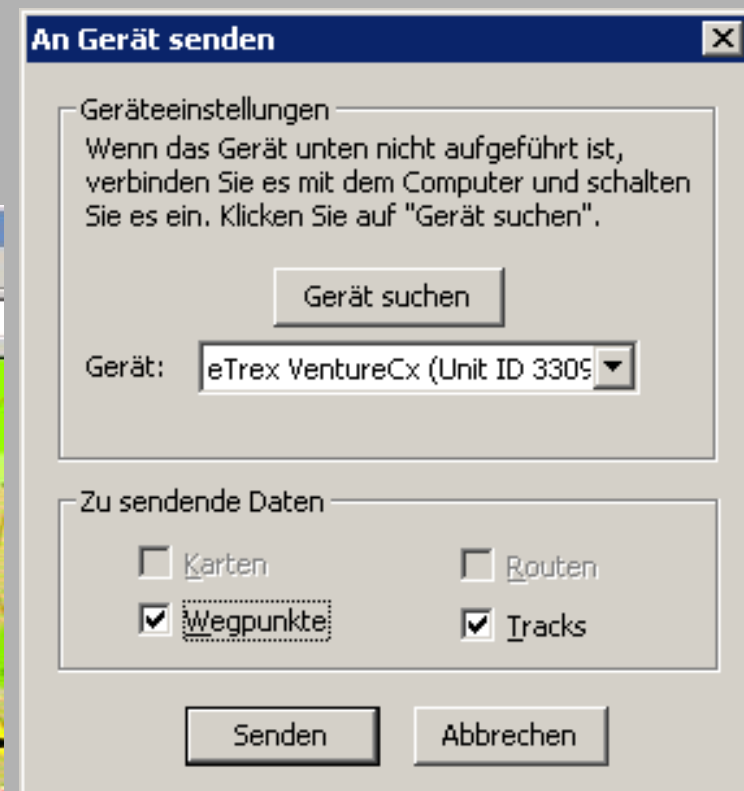 An Gerät senden
Geräteeinstellungen
Wenn das Gerät unten nicht aufgeführt ist,
verbinden Sie es mit dem Computer und schalten
Sie es ein. Klicken Sie auf "Gerät suchen".
Gerät suchen
Gerät: eTrex VentureCx (Unit ID 3309
Zu sendende Daten
Karten Routen
Wegpunkte Tracks
Senden Abbrechen